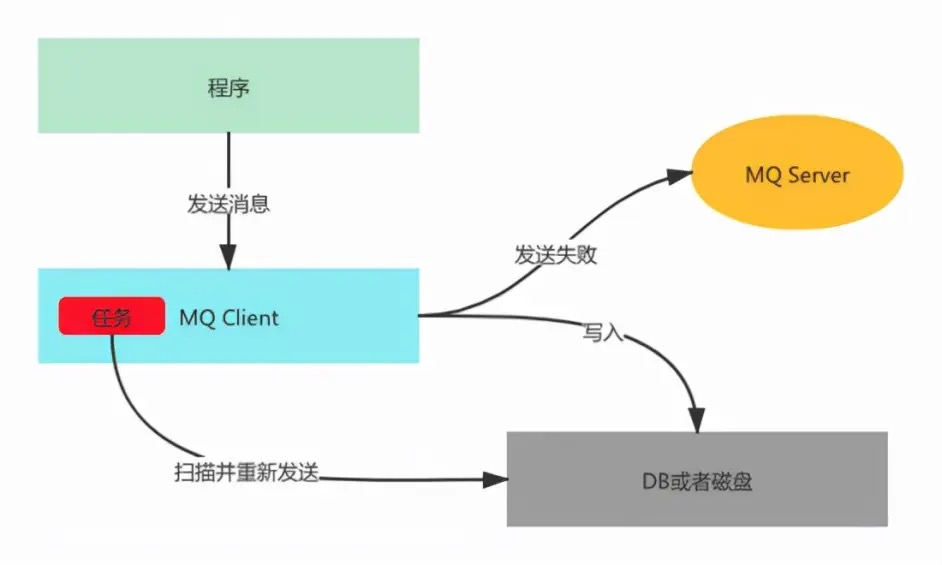 程序
发送消息
MQ Server
发送失败
任务
MQ Client
写入
扫描并重新发送
DB或者磁盘